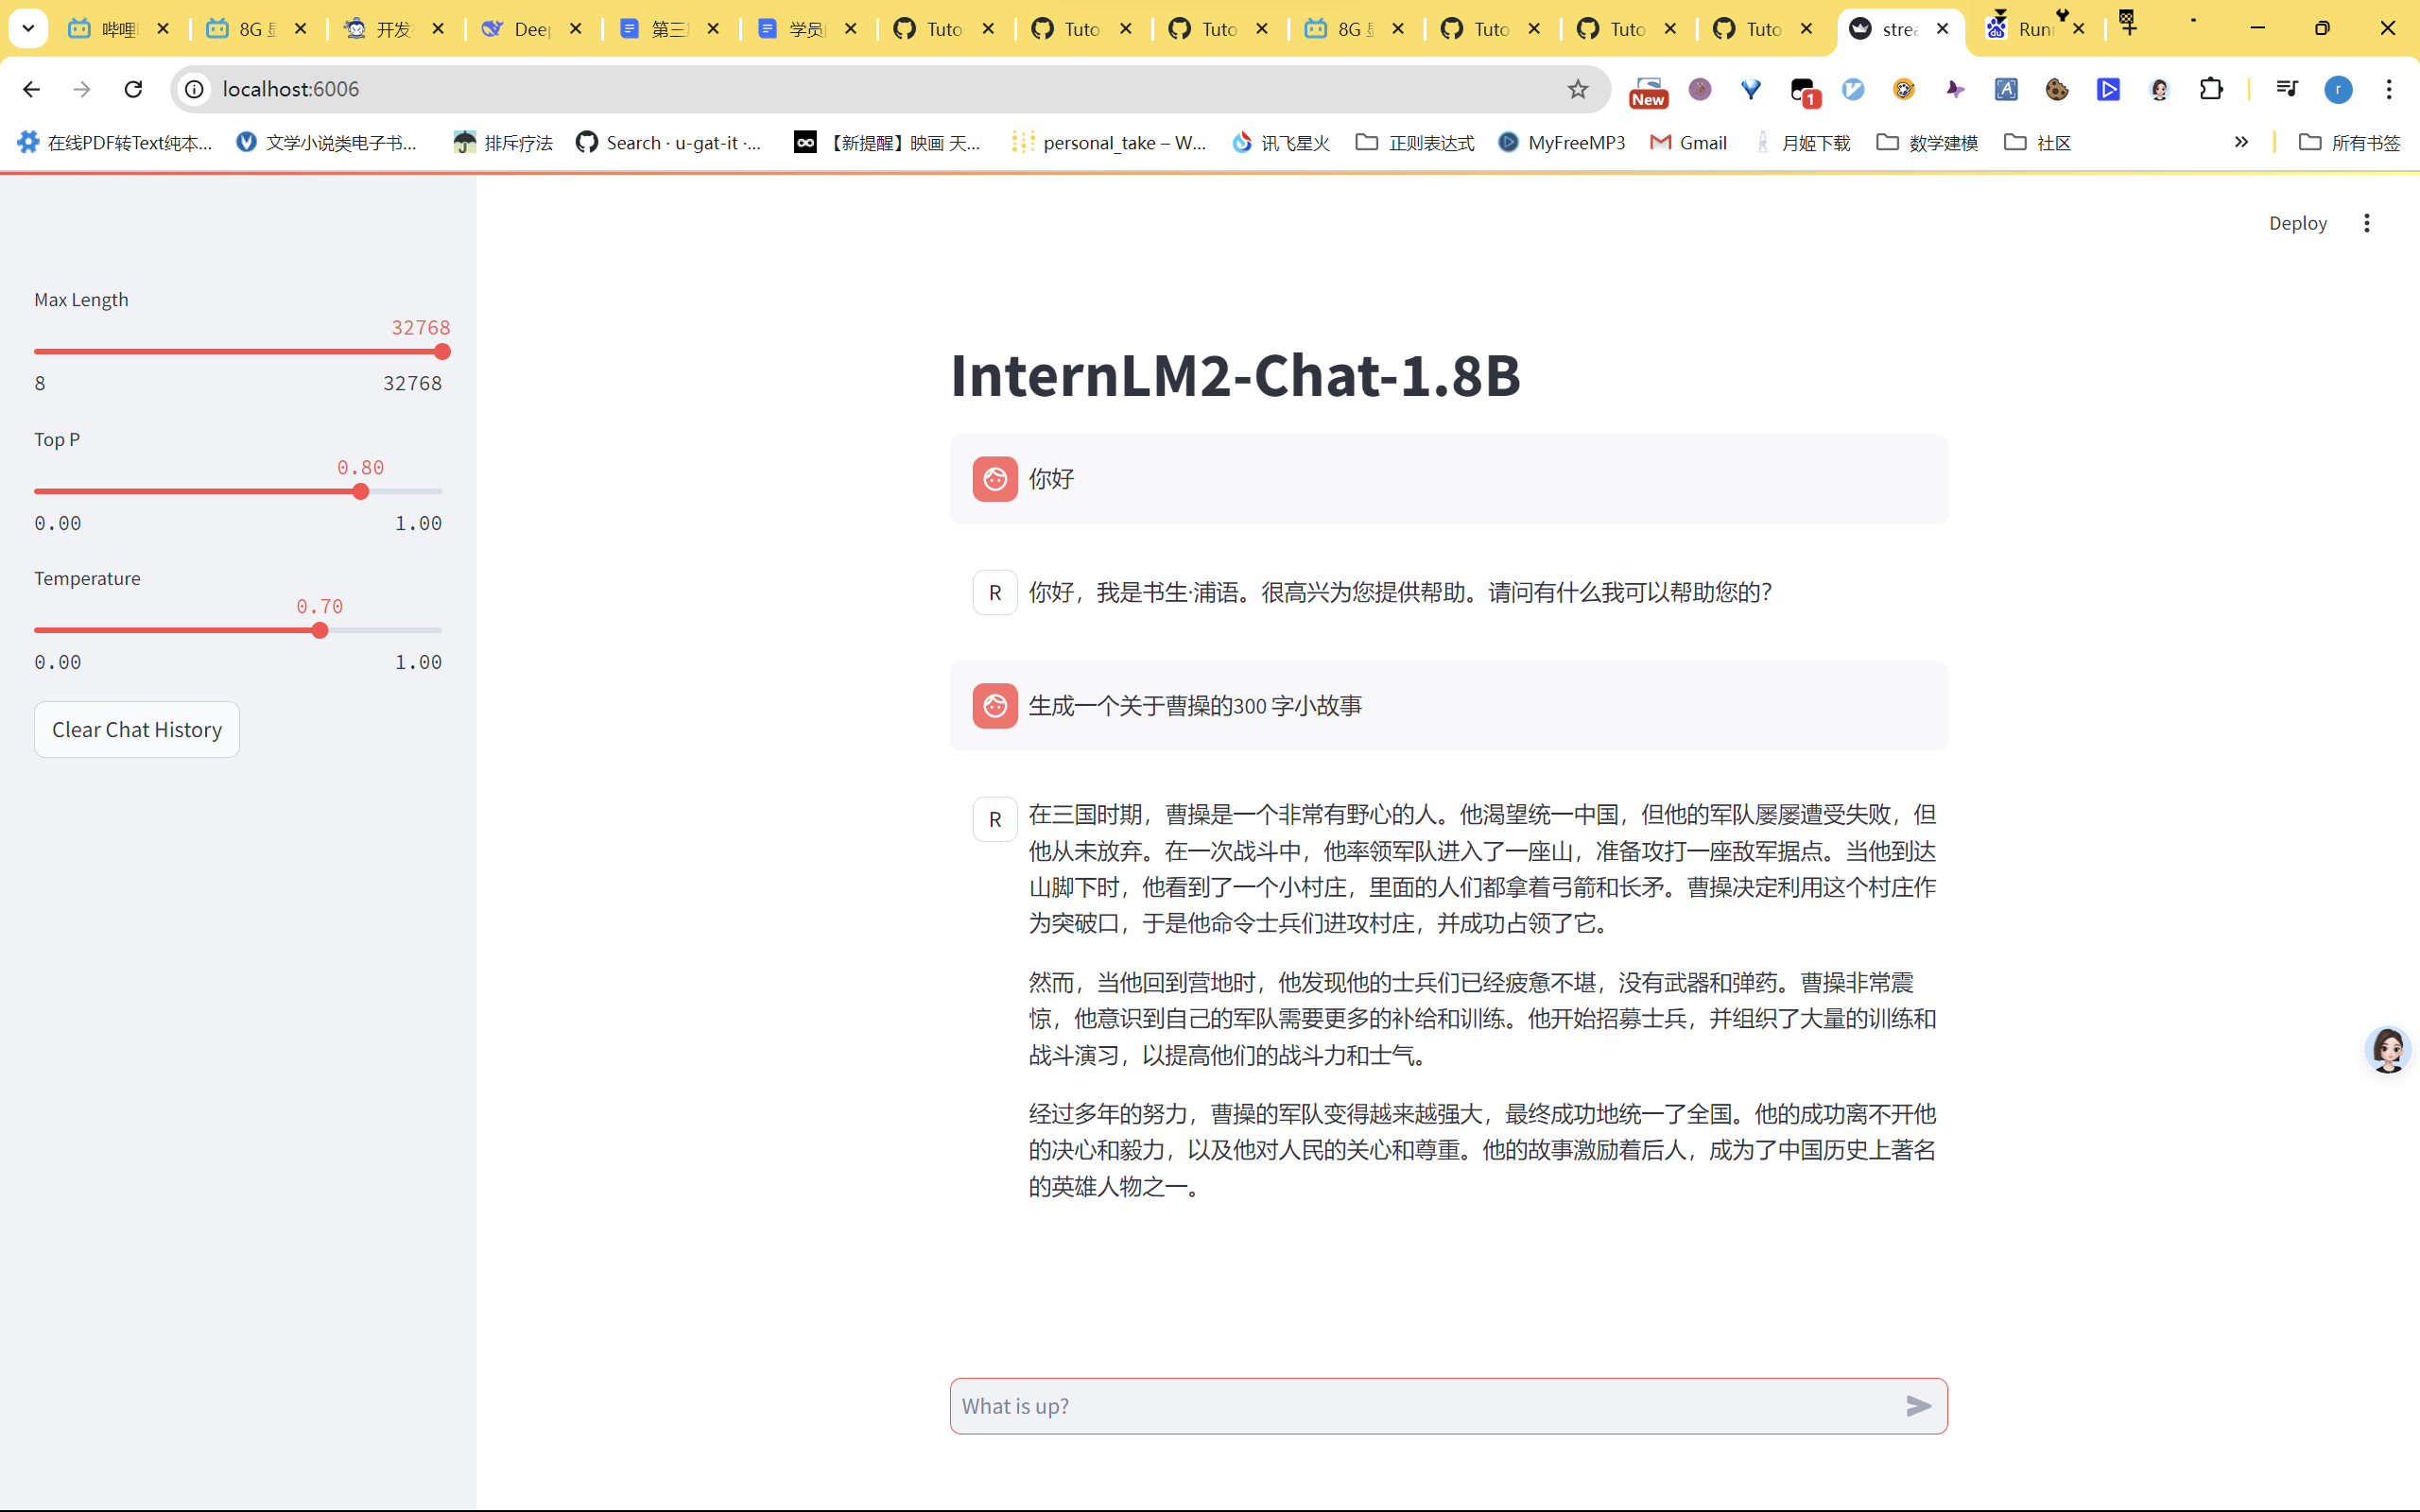 哔哩
8G
开发
Deep
第三
学员
Tuto
Tuto
Tuto
8G
Tuto
Tuto
Tuto
strea
Run
localhost:6006
New
1
r
在线PDF转Text纯本...
文学小说类电子书...
排斥疗法
Search · u-gat-it ·...
【新提醒】映画 天...
personal_take – W...
讯飞星火
正则表达式
MyFreeMP3
Gmail
月姬下载
数学建模
社区
所有书签
Deploy
Max Length
32768
8
32768
Top P
0.80
0.00
1.00
Temperature
0.70
0.00
1.00
Clear Chat History
InternLM2-Chat-1.8B
你好
R
你好，我是书生·浦语。很高兴为您提供帮助。请问有什么我可以帮助您的？
生成一个关于曹操的300 字小故事
R
在三国时期，曹操是一个非常有野心的人。他渴望统一中国，但他的军队屡屡遭受失败，但
他从未放弃。在一次战斗中，他率领军队进入了一座山，准备攻打一座敌军据点。当他到达
山脚下时，他看到了一个小村庄，里面的人们都拿着弓箭和长矛。曹操决定利用这个村庄作
为突破口，于是他命令士兵们进攻村庄，并成功占领了它。
然而，当他回到营地时，他发现他的士兵们已经疲惫不堪，没有武器和弹药。曹操非常震
惊，他意识到自己的军队需要更多的补给和训练。他开始招募士兵，并组织了大量的训练和
战斗演习，以提高他们的战斗力和士气。
经过多年的努力，曹操的军队变得越来越强大，最终成功地统一了全国。他的成功离不开他
的决心和毅力，以及他对人民的关心和尊重。他的故事激励着后人，成为了中国历史上著名
的英雄人物之一。
What is up?